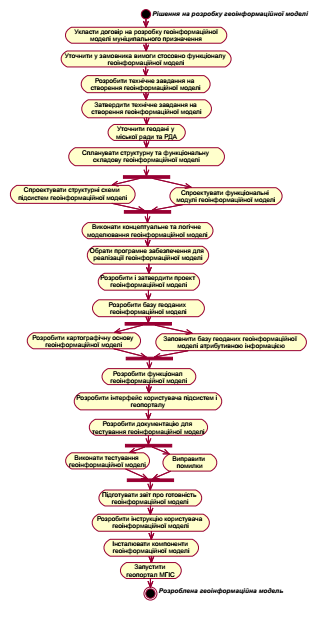 Рішення на розробку геоінформаційної моделі
Укласти договір на розробку геоінформаційної
моделі муніципального призначення
Уточнити у замовника вимоги стосовно функціоналу
геоінформаційної моделі
Розробити технічне завдання на
створення геоінформаційної моделі
Затвердити технічне завдання на
створення геоінформаційної моделі
Уточнити геодані у
міської ради та РДА
Спланувати структурну та функціональну
складову геоінформаційної моделі
Спроектувати структурні схеми
підсистем геоінформаційної моделі
Спроектувати функціональні
модулі геоінформаційної моделі
Виконати концептуальне та логічне
моделювання геоінформаційної моделі
Обрати програмне забезпечення для
реалізації геоінформаційної моделі
Розробити і затвердити проект
геоінформаційної моделі
Розробити базу геоданих
геоінформаційної моделі
Розробити картографічну основу
геоінформаційної моделі
Заповнити базу геоданих геоінформаційної
моделі атрибутивною інформацією
Розробити функціонал
геоінформаційної моделі
Розробити інтерфейс користувача підсистем і
геопорталу
Розробити документацію для
тестування геоінформаційної моделі
Виконати тестування
геоінформаційної моделі
Виправити
помилки
Підготувати звіт про готовність
геоінформаційної моделі
Розробити інструкцію користувача
геоінформаційної моделі
Інсталювати компоненти
геоінформаційної моделі
Запустити
геопортал МГІС
Розроблена геоінформаційна модель